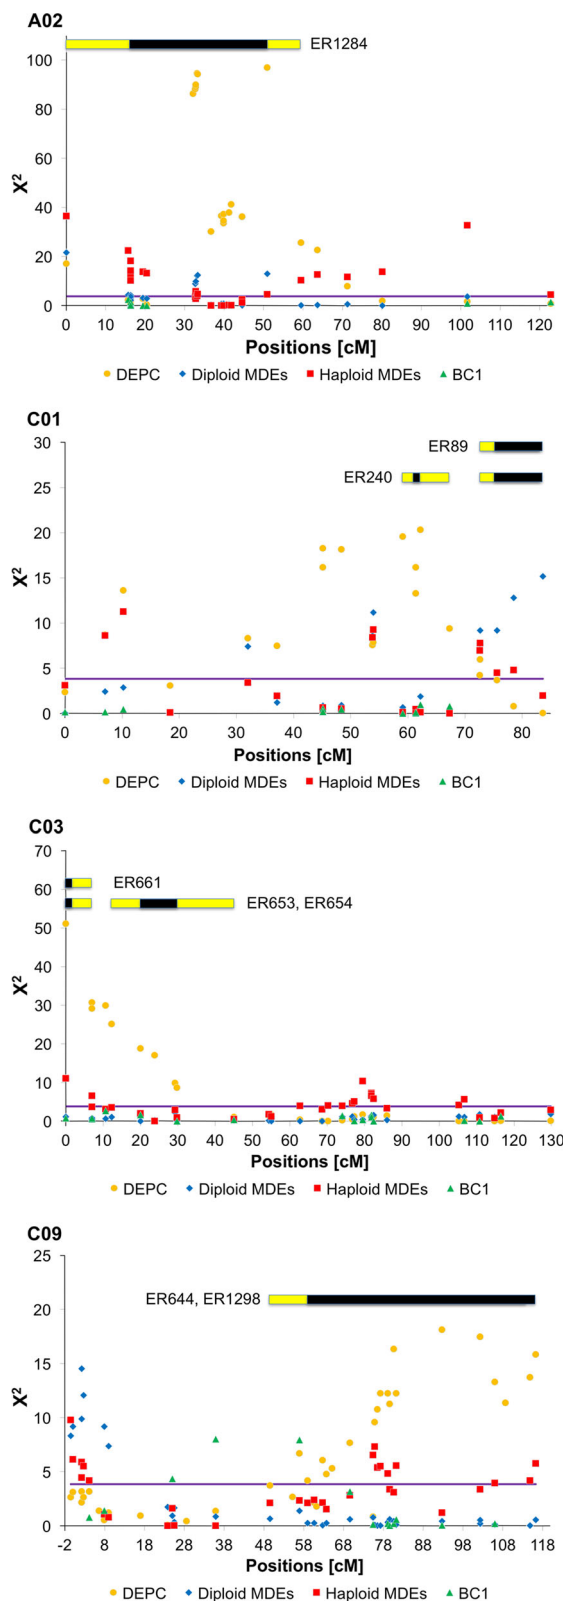 A02
ER1284
100
80
60
40
20
0
X²
0 10 20 30 40 50 60 70 80 90 100 110 120
Positions [cM]
DEPC Diploid MDEs Haploid MDEs BC1
C01
30
ER89
25
ER240
20
15
10
5
0
X²
0 10 20 30 40 50 60 70 80
Positions [cM]
DEPC Diploid MDEs Haploid MDEs BC1
C03
70
60
ER661
ER653, ER654
50
40
30
20
10
0
X²
0 10 20 30 40 50 60 70 80 90 100 110 120 130
Positions [cM]
DEPC Diploid MDEs Haploid MDEs BC1
C09
25
ER644, ER1298
20
15
10
5
0
X²
-2 8 18 28 38 48 58 68 78 88 98 108 118
Positions [cM]
DEPC Diploid MDEs Haploid MDEs BC1